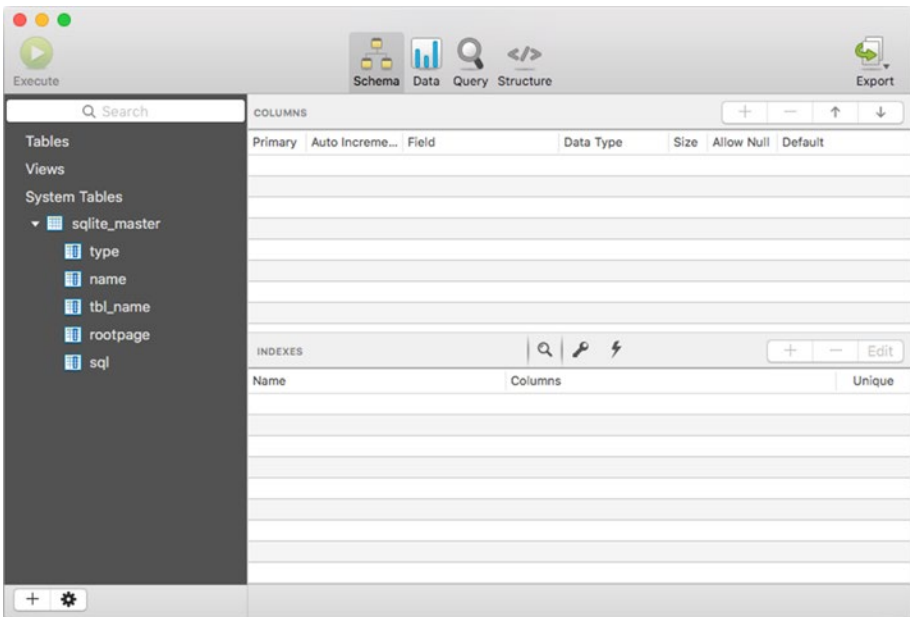 Execute
Schema Data Query Structure
Export
Search
Tables
Views
System Tables
sqlite_master
type
name
tbl_name
rootpage
sql
COLUMNS
Primary Auto Increme... Field Data Type Size Allow Null Default
INDEXES
Edit
Name Columns Unique